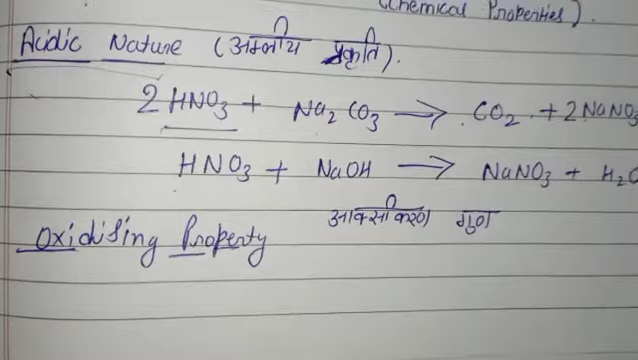 (Chemical Properties).
Acidic Nature (अम्लीय प्रकृति).
2HNO₃ + Na₂CO₃ → CO₂ + 2NaNO₃
HNO₃ + NaOH → NaNO₃ + H₂O
Oxidising Property आक्सीकरण गुण